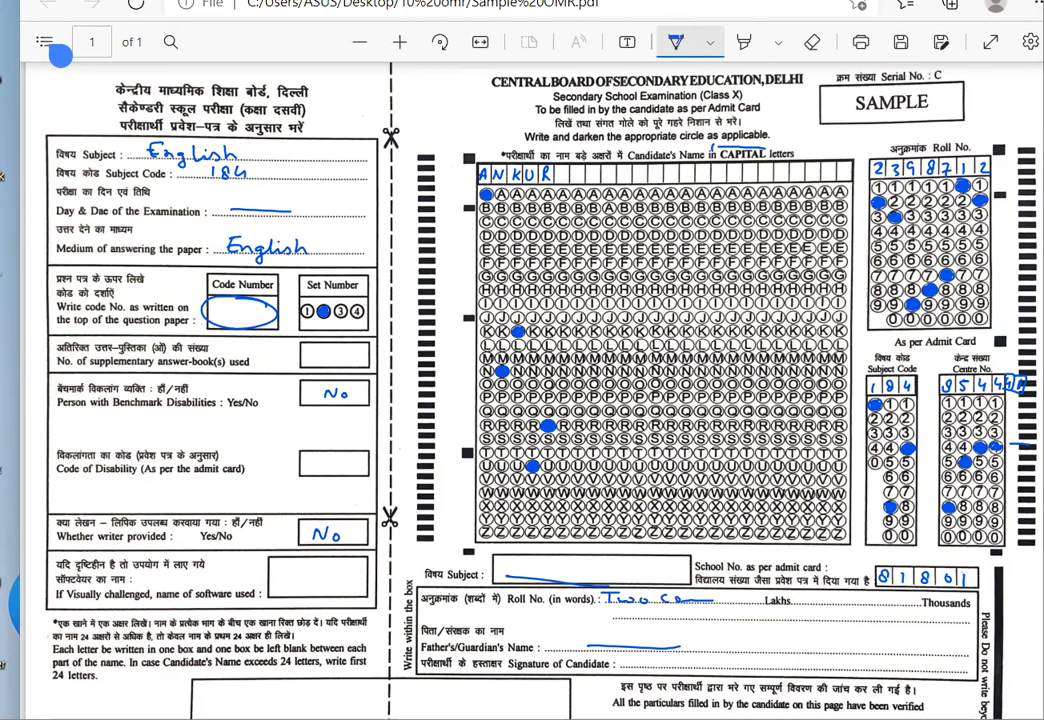 File | C:/Users/ASUS/Desktop/10%20omr/Sample%20OMR.pdf
1 of 1
केन्द्रीय माध्यमिक शिक्षा बोर्ड, दिल्ली
सैकेण्डरी स्कूल परीक्षा (कक्षा दसवीं)
परीक्षार्थी प्रवेश-पत्र के अनुसार भरें
विषय Subject : English
विषय कोड Subject Code : 184
परीक्षा का दिन एवं तिथि
Day & Dae of the Examination :
उत्तर देने का माध्यम
Medium of answering the paper : English
प्रश्न पत्र के ऊपर लिखे
कोड को दर्शाएँ
Write code No. as written on
the top of the question paper :
Code Number
Set Number
1 3 4
अतिरिक्त उत्तर-पुस्तिका (ओं) की संख्या
No. of supplementary answer-book(s) used
बेंचमार्क विकलांग व्यक्ति : हाँ/नहीं
Person with Benchmark Disabilities : Yes/No
No
विकलांगता का कोड (प्रवेश पत्र के अनुसार)
Code of Disability (As per the admit card)
क्या लेखन – लिपिक उपलब्ध करवाया गया : हाँ/नहीं
Whether writer provided : Yes/No
No
यदि दृष्टिहीन है तो उपयोग में लाए गये
सॉफ्टवेयर का नाम :
If Visually challenged, name of software used :
*एक खाने में एक अक्षर लिखें। नाम के प्रत्येक भाग के बीच एक खाना रिक्त छोड़ दें। यदि परीक्षार्थी
का नाम 24 अक्षरों से अधिक है, तो केवल नाम के प्रथम 24 अक्षर ही लिखें।
Each letter be written in one box and one box be left blank between each
part of the name. In case Candidate's Name exceeds 24 letters, write first
24 letters.
CENTRAL BOARD OF SECONDARY EDUCATION, DELHI
Secondary School Examination (Class X)
To be filled in by the candidate as per Admit Card
लिखें तथा संगत गोले को पूरे गहरे निशान से भरें।
Write and darken the appropriate circle as applicable.
क्रम संख्या Serial No. : C
SAMPLE
*परीक्षार्थी का नाम बड़े अक्षरों में Candidate's Name in CAPITAL letters
ANKUR
अनुक्रमांक Roll No.
2398712
As per Admit Card
विषय कोड
Subject Code
184
केन्द्र संख्या
Centre No.
विषय Subject :
School No. as per admit card :
विद्यालय संख्या जैसा प्रवेश पत्र में दिया गया है
81801
Write within the box
अनुक्रमांक (शब्दों में) Roll No. (in words) : Two Lakhs Thousands
पिता/संरक्षक का नाम
Father's/Guardian's Name :
परीक्षार्थी के हस्ताक्षर Signature of Candidate :
Please Do not write
इस पृष्ठ पर परीक्षार्थी द्वारा भरे गए सम्पूर्ण विवरण की जांच कर ली गई है।
All the particulars filled in by the candidate on this page have been verified